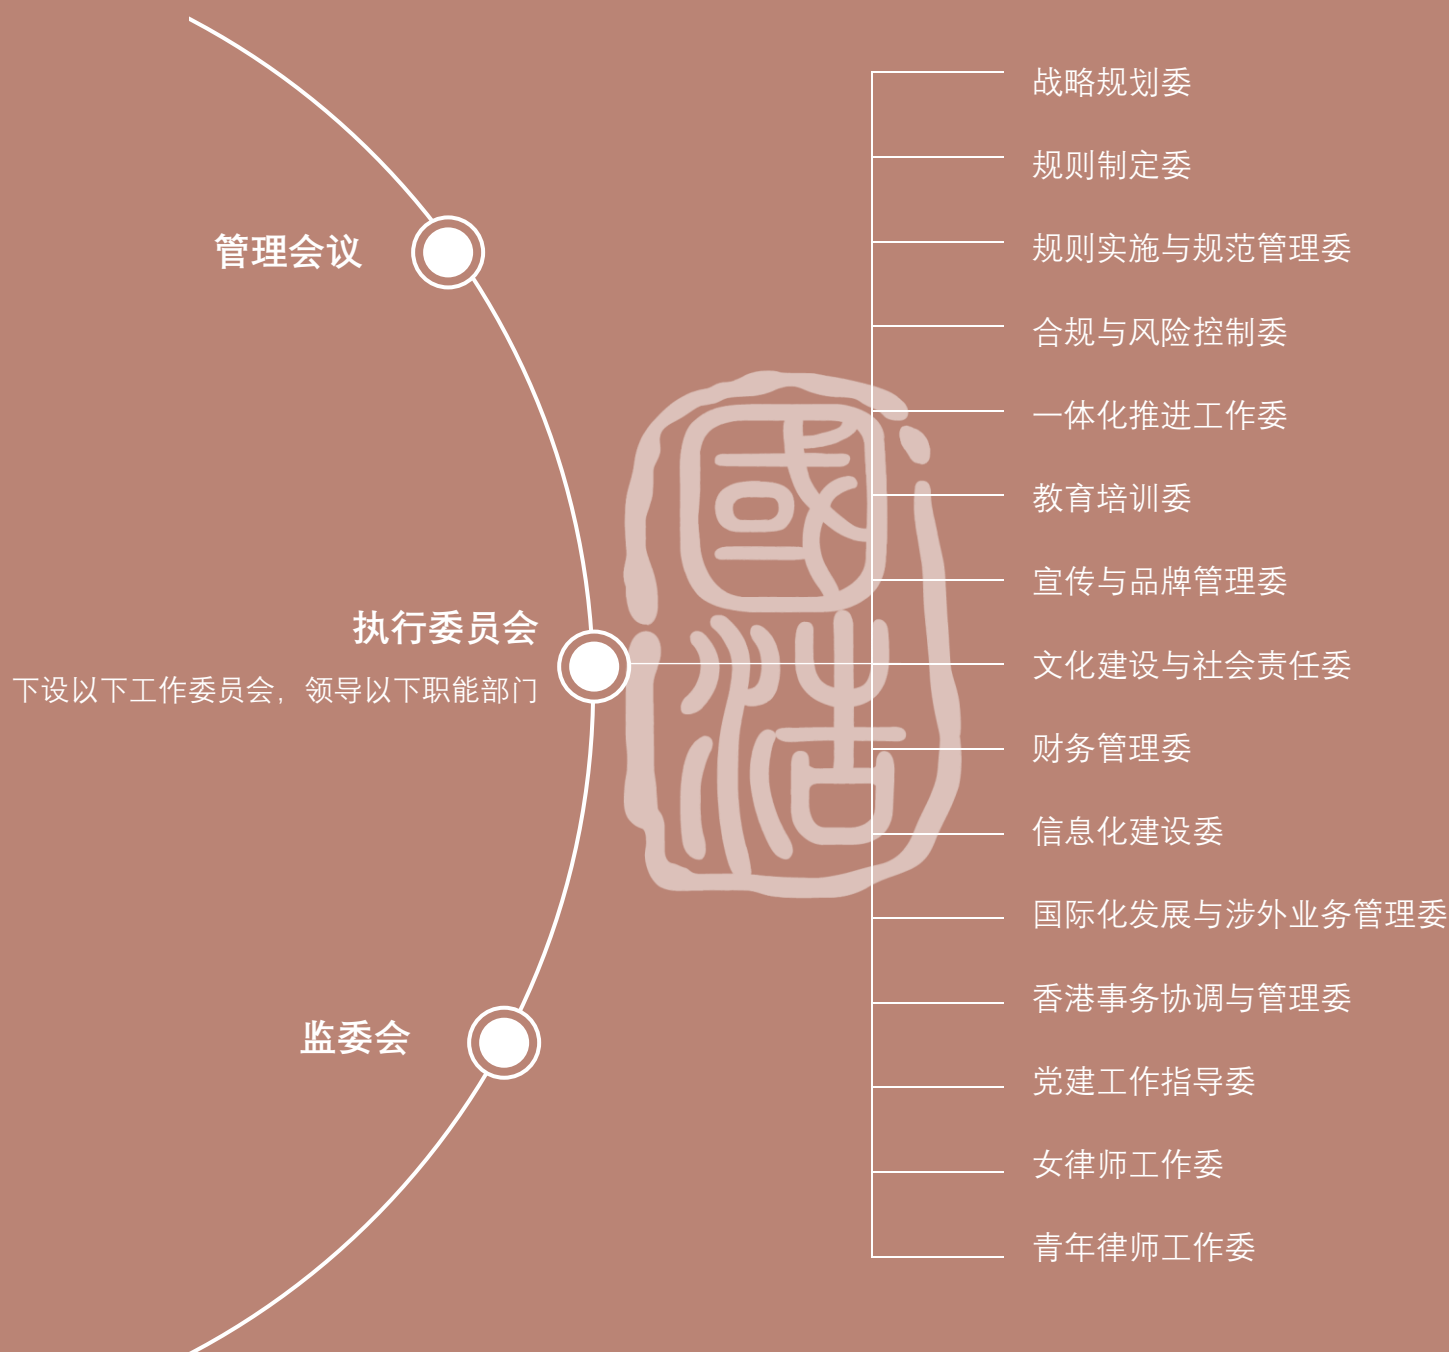 管理会议
执行委员会
下设以下工作委员会，领导以下职能部门
监委会
战略规划委
规则制定委
规则实施与规范管理委
合规与风险控制委
一体化推进工作委
教育培训委
宣传与品牌管理委
文化建设与社会责任委
财务管理委
信息化建设委
国际化发展与涉外业务管理委
香港事务协调与管理委
党建工作指导委
女律师工作委
青年律师工作委
國浩